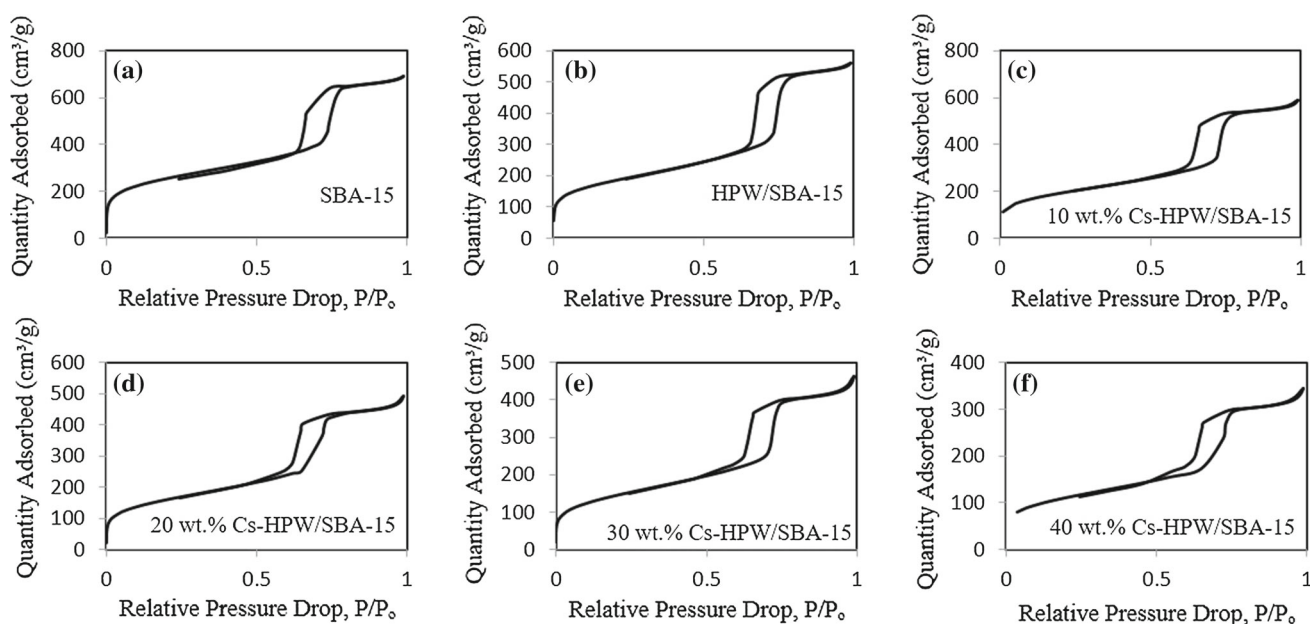 Quantity Adsorbed (cm³/g)
800
600
400
200
0
(a)
SBA-15
0
0.5
1
Relative Pressure Drop, P/Pₒ
Quantity Adsorbed (cm³/g)
600
500
400
300
200
100
0
(b)
HPW/SBA-15
0
0.5
1
Relative Pressure Drop, P/Pₒ
Quantity Adsorbed (cm³/g)
800
600
400
200
0
(c)
10 wt.% Cs-HPW/SBA-15
0
0.5
1
Relative Pressure Drop, P/Pₒ
Quantity Adsorbed (cm³/g)
600
500
400
300
200
100
0
(d)
20 wt.% Cs-HPW/SBA-15
0
0.5
1
Relative Pressure Drop, P/Pₒ
Quantity Adsorbed (cm³/g)
500
400
300
200
100
0
(e)
30 wt.% Cs-HPW/SBA-15
0
0.5
1
Relative Pressure Drop, P/Pₒ
Quantity Adsorbed (cm³/g)
400
300
200
100
0
(f)
40 wt.% Cs-HPW/SBA-15
0
0.5
1
Relative Pressure Drop, P/Pₒ